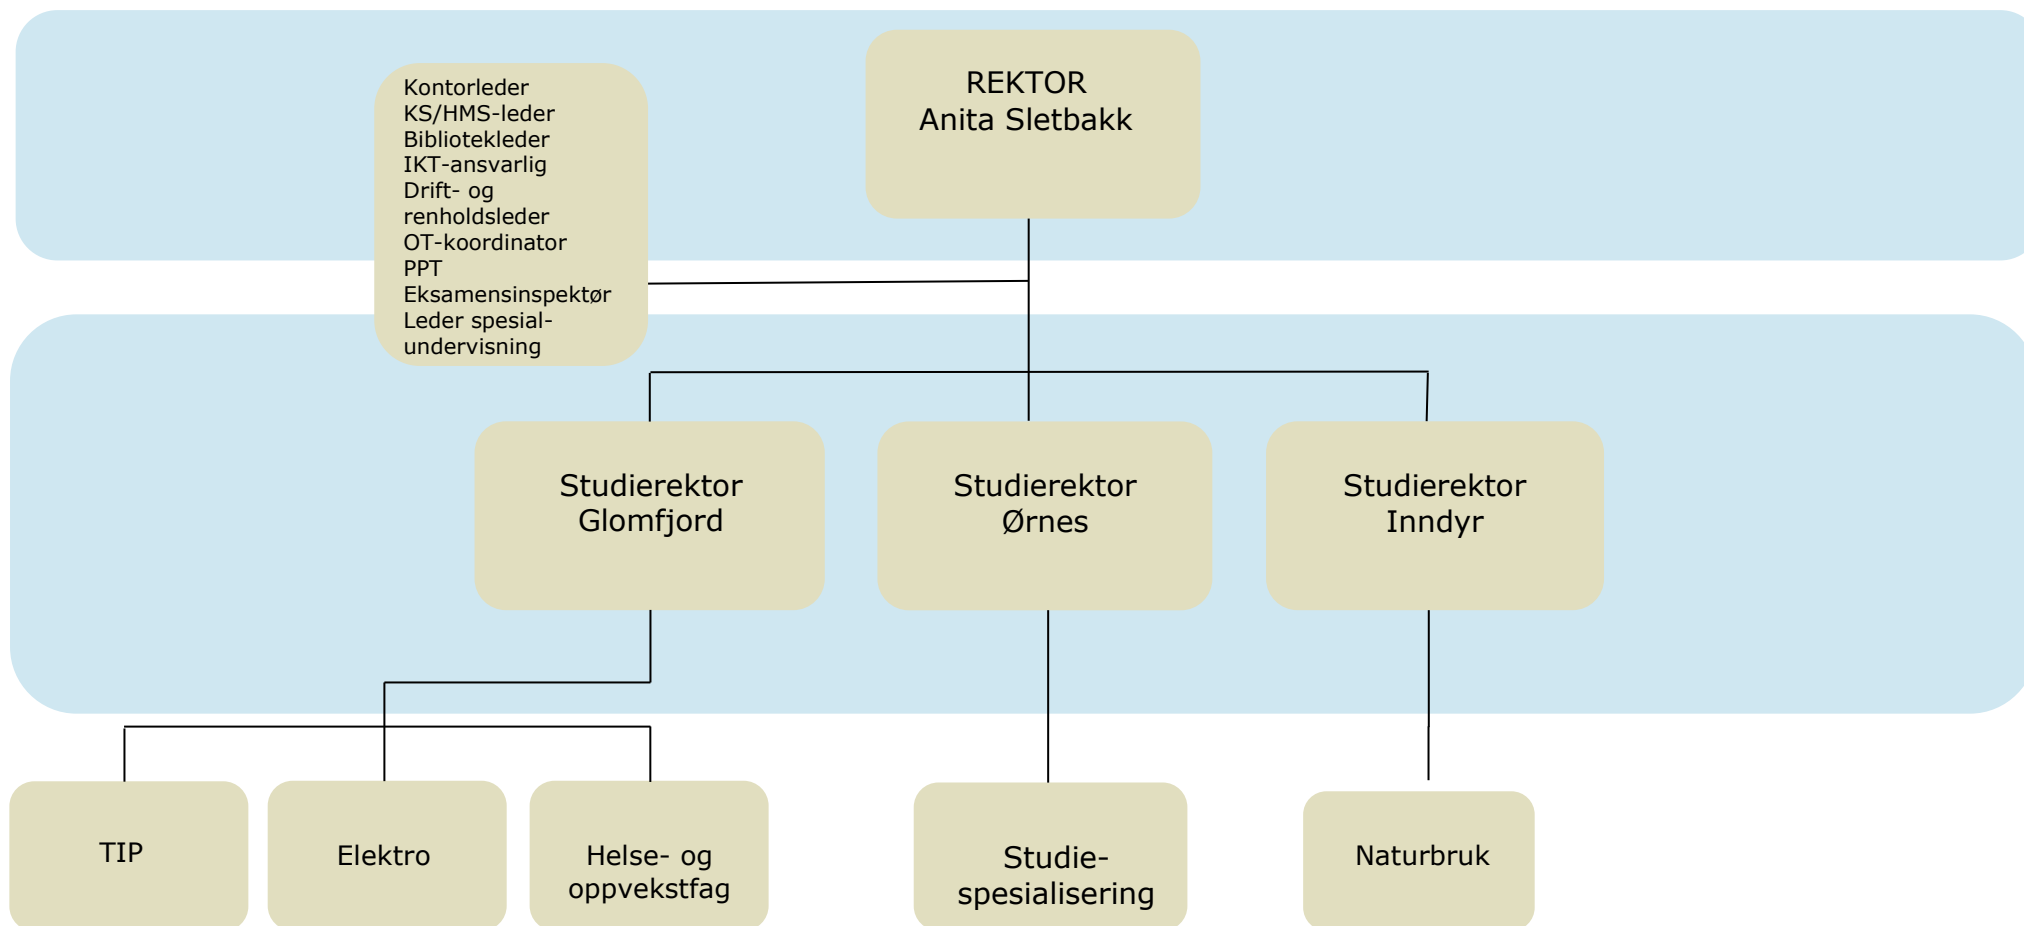 REKTOR
Anita Sletbakk
Kontorleder
KS/HMS-leder
Bibliotekleder
IKT-ansvarlig
Drift- og
renholdsleder
OT-koordinator
PPT
Eksamensinspektør
Leder spesial-
undervisning
Studierektor
Glomfjord
Studierektor
Ørnes
Studierektor
Inndyr
TIP
Elektro
Helse- og
oppvekstfag
Studie-
spesialisering
Naturbruk